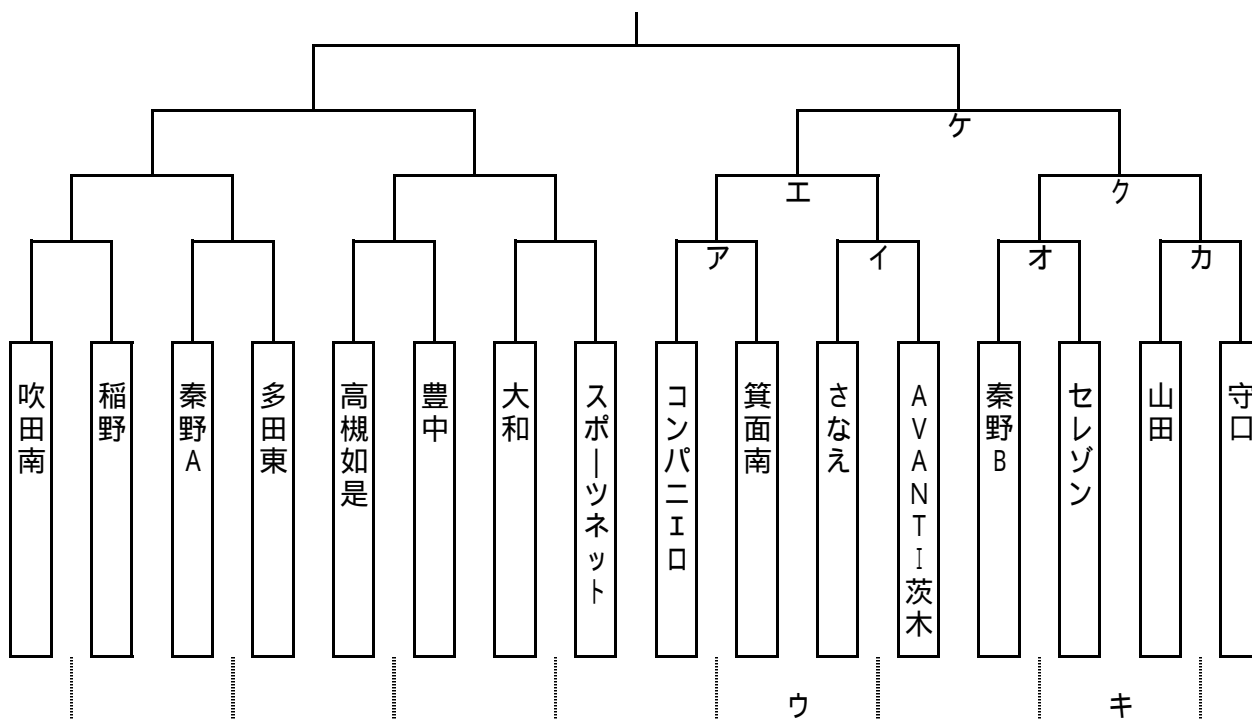 ケ
エ
ク
ア
イ
オ
カ
吹田南
稲野
秦野A
多田東
高槻如是
豊中
大和
スポーツネット
コンパニエロ
箕面南
さなえ
AVANTI茨木
秦野B
セレゾン
山田
守口
ウ
キ